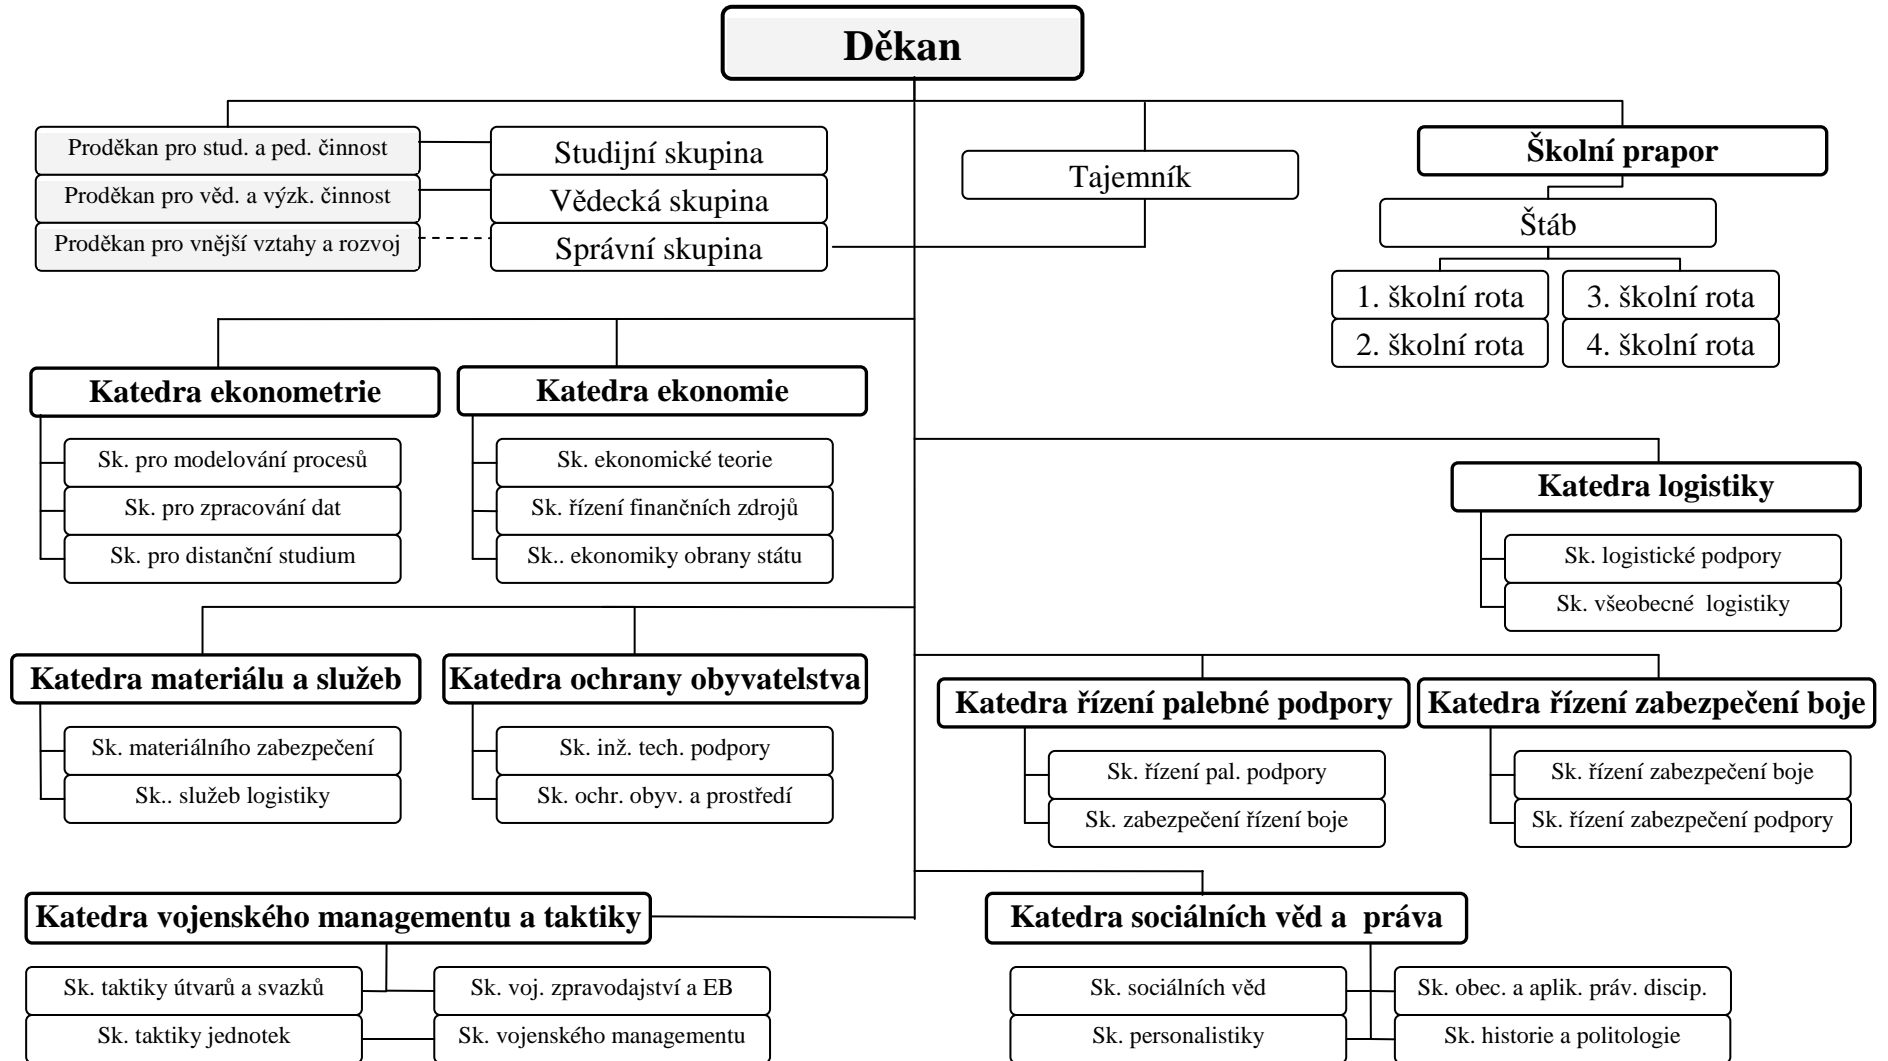 Děkan
Proděkan pro stud. a ped. činnost
Studijní skupina
Proděkan pro věd. a výzk. činnost
Vědecká skupina
Proděkan pro vnější vztahy a rozvoj
Správní skupina
Tajemník
Školní prapor
Štáb
1. školní rota
3. školní rota
2. školní rota
4. školní rota
Katedra ekonometrie
Sk. pro modelování procesů
Sk. pro zpracování dat
Sk. pro distanční studium
Katedra ekonomie
Sk. ekonomické teorie
Sk. řízení finančních zdrojů
Sk.. ekonomiky obrany státu
Katedra logistiky
Sk. logistické podpory
Sk. všeobecné  logistiky
Katedra materiálu a služeb
Sk. materiálního zabezpečení
Sk.. služeb logistiky
Katedra ochrany obyvatelstva
Sk. inž. tech. podpory
Sk. ochr. obyv. a prostředí
Katedra řízení palebné podpory
Sk. řízení pal. podpory
Sk. zabezpečení řízení boje
Katedra řízení zabezpečení boje
Sk. řízení zabezpečení boje
Sk. řízení zabezpečení podpory
Katedra vojenského managementu a taktiky
Sk. taktiky útvarů a svazků
Sk. voj. zpravodajství a EB
Sk. taktiky jednotek
Sk. vojenského managementu
Katedra sociálních věd a  práva
Sk. sociálních věd
Sk. obec. a aplik. práv. discip.
Sk. personalistiky
Sk. historie a politologie